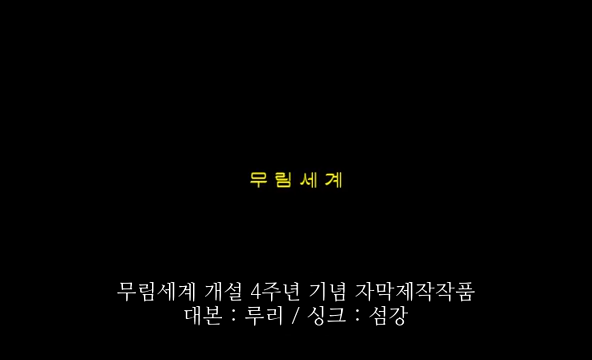 무 림 세 계
무림세계 개설 4주년 기념 자막제작작품
대본 : 루리 / 싱크 : 섬강